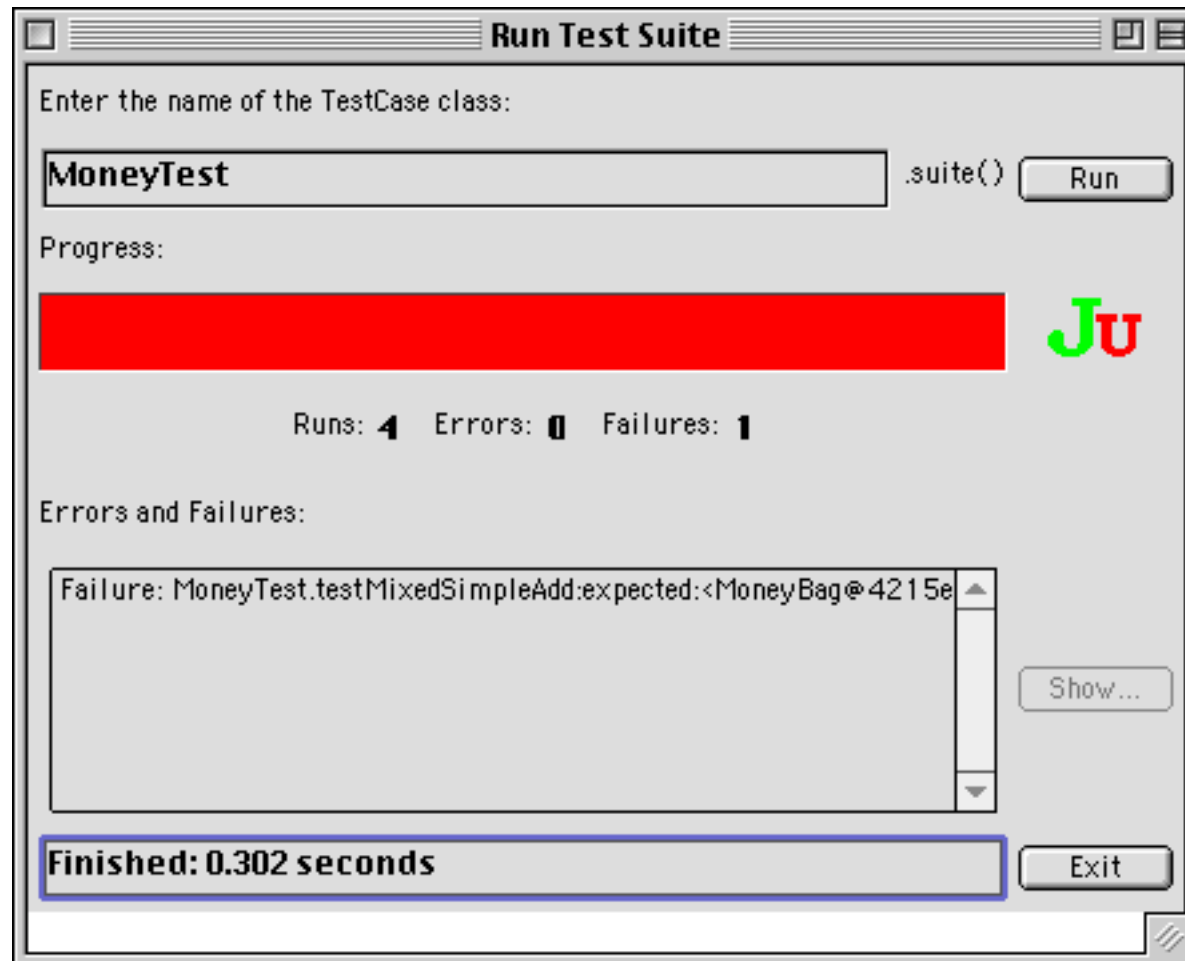 Run Test Suite
Enter the name of the TestCase class:
MoneyTest .suite() Run
Progress:
JU
Runs: 4 Errors: 0 Failures: 1
Errors and Failures:
Failure: MoneyTest.testMixedSimpleAdd:expected:<MoneyBag@4215e
Show...
Finished: 0.302 seconds Exit